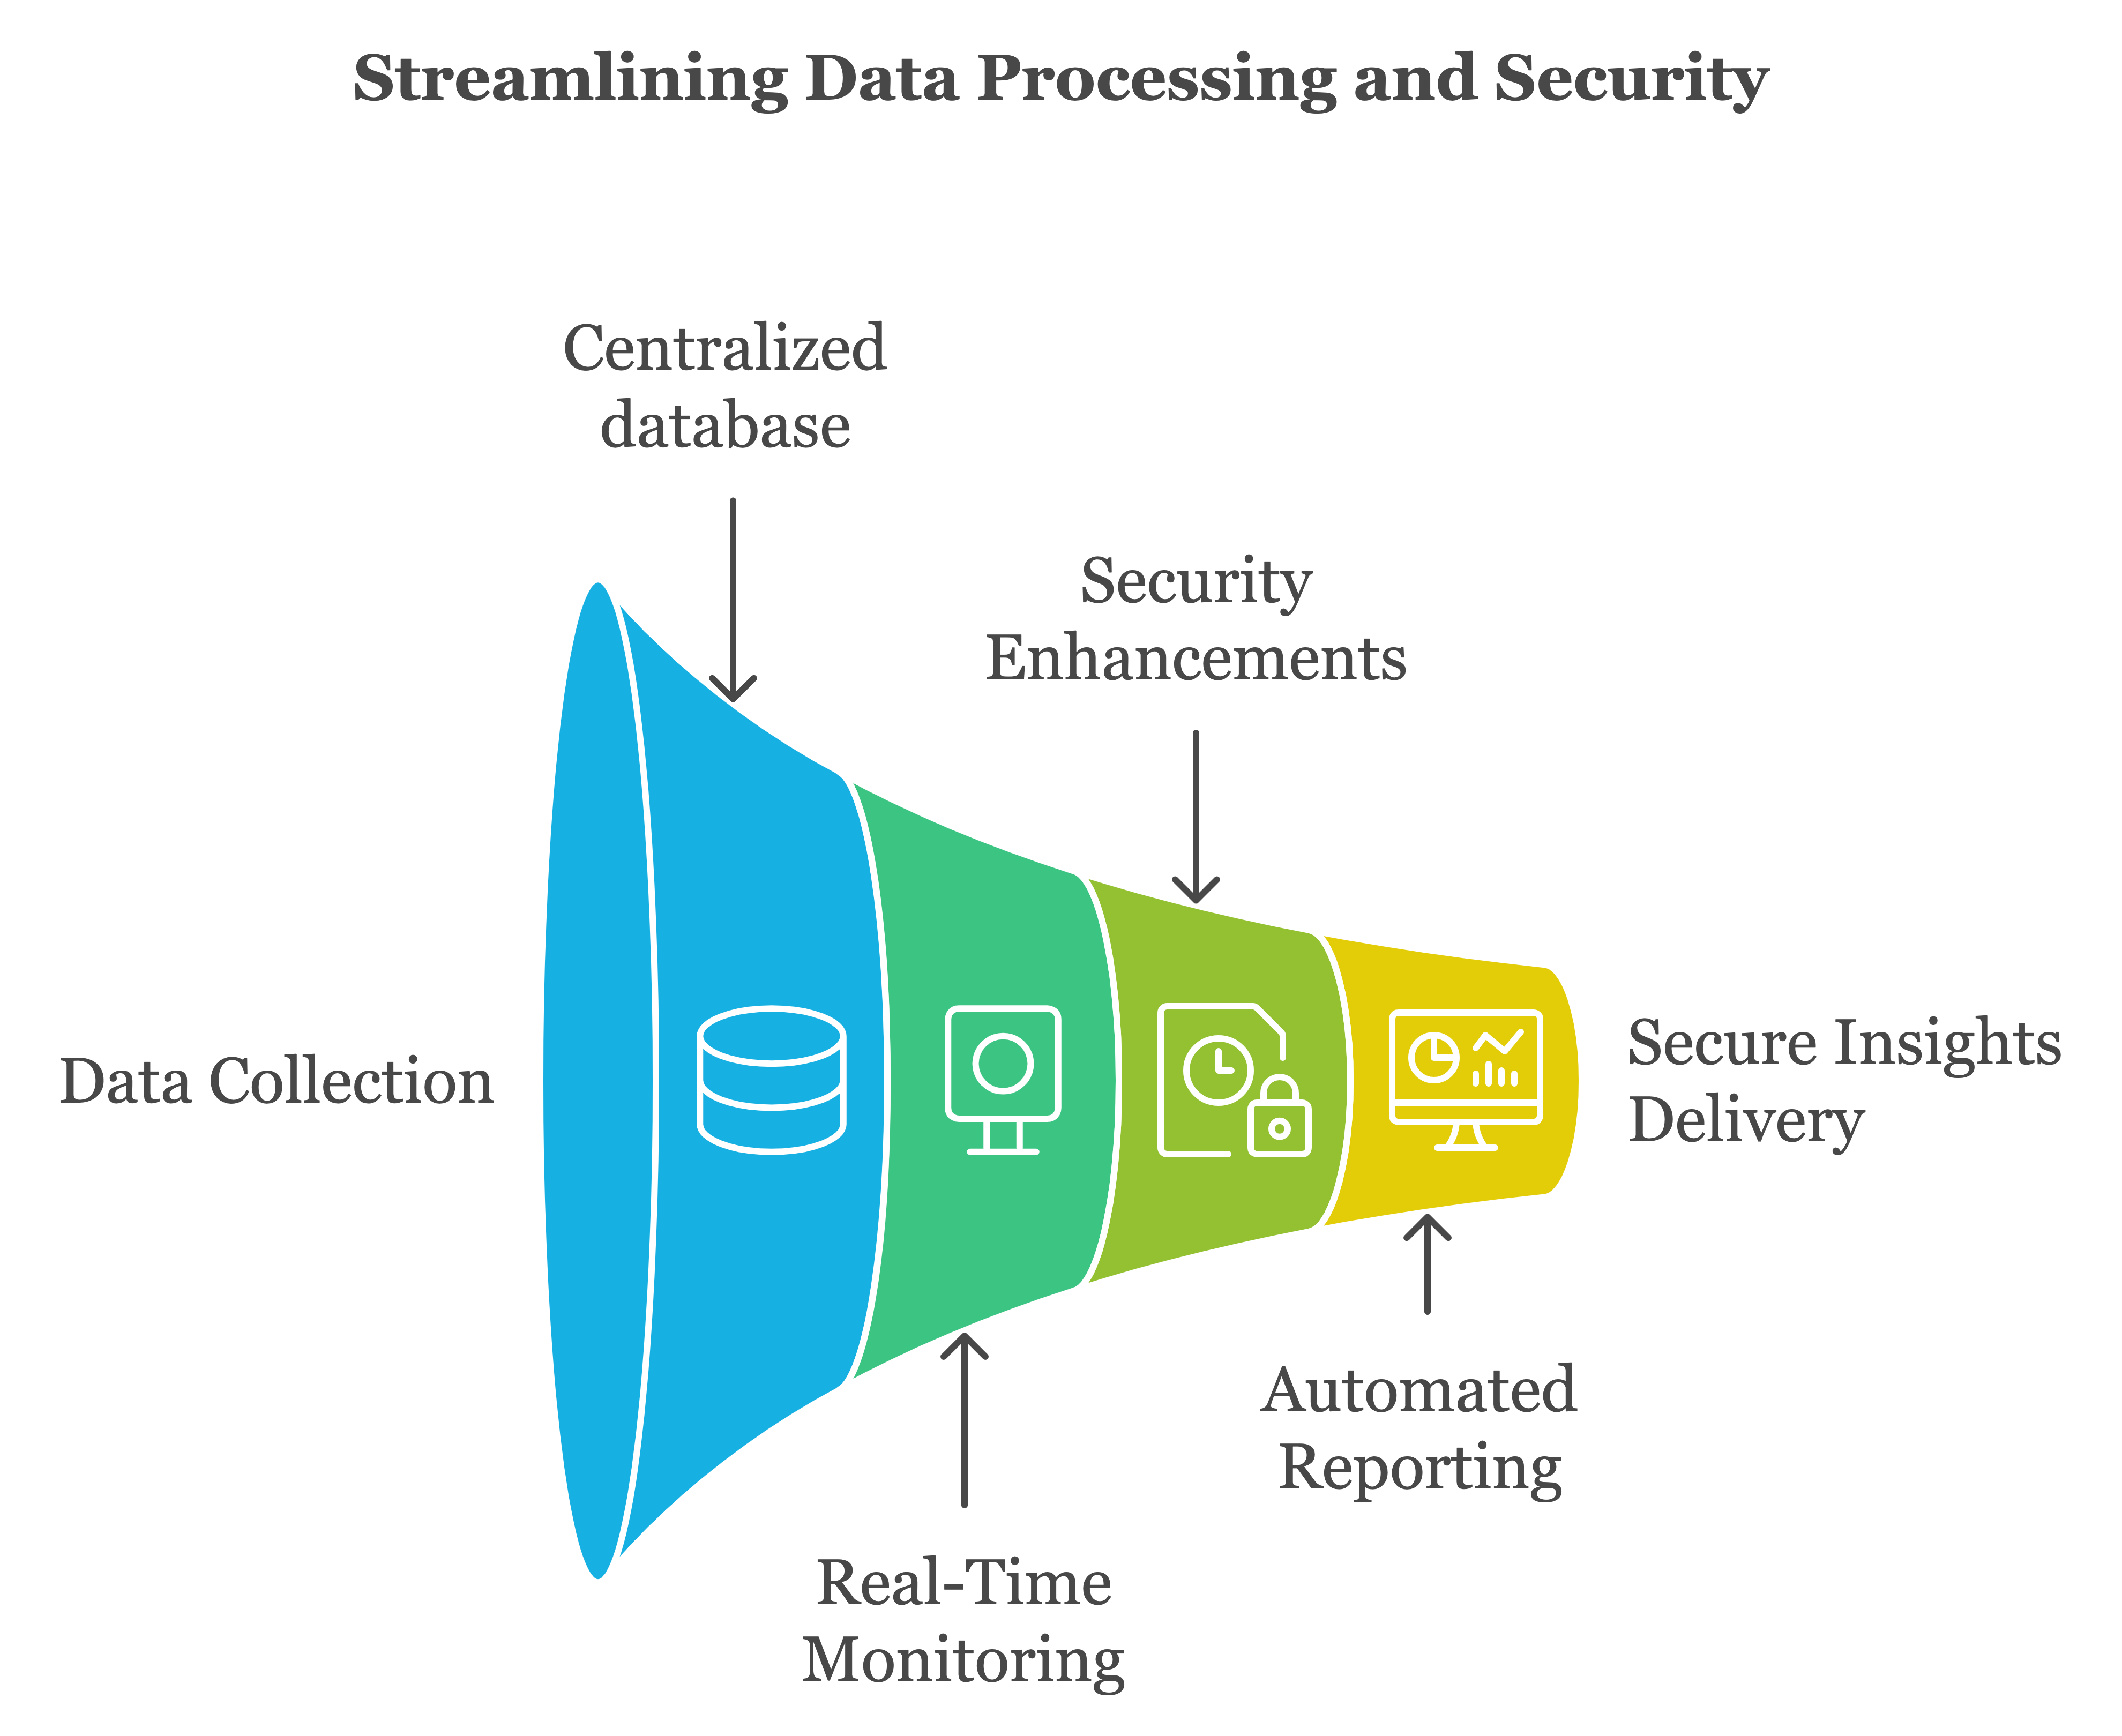 Streamlining Data Processing and Security
Centralized
database
Security
Enhancements
Data Collection
Secure Insights
Delivery
Automated
Reporting
Real-Time
Monitoring